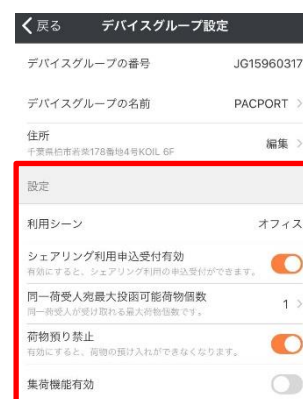 戻る デバイスグループ設定
デバイスグループの番号 JG15960317
デバイスグループの名前 PACPORT
住所 編集
千葉県柏市若柴178番地4号KOIL 6F
設定
利用シーン オフィス
シェアリング利用申込受付有効
有効にすると、シェアリング利用の申込受付ができます。
同一荷受人宛最大投函可能荷物個数 1
同一荷受人が受け取れる最大荷物個数です。
荷物預り禁止
有効にすると、荷物の預け入れができなくなります。
集荷機能有効